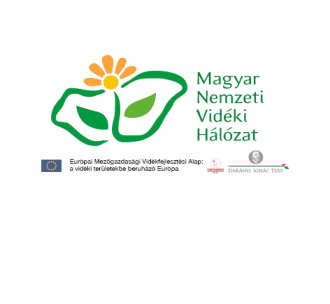 Magyar
Nemzeti
Vidéki
Hálózat
Európai Mezőgazdasági Vidékfejlesztési Alap:
a vidéki területekbe beruházó Európa
DARÁNYI IGNÁC TERV